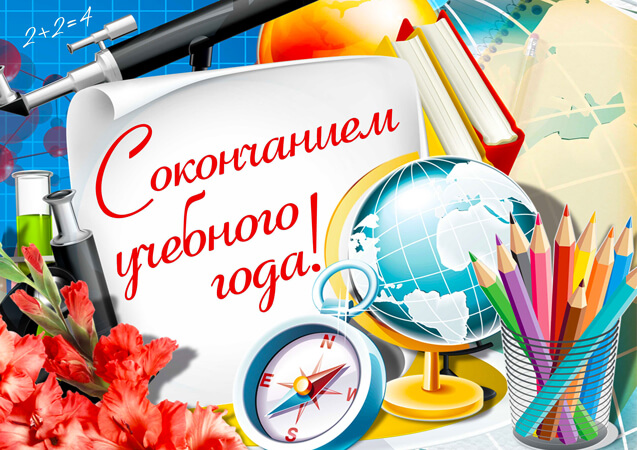 2+2=4
С окончанием
учебного
года!
N
E
S